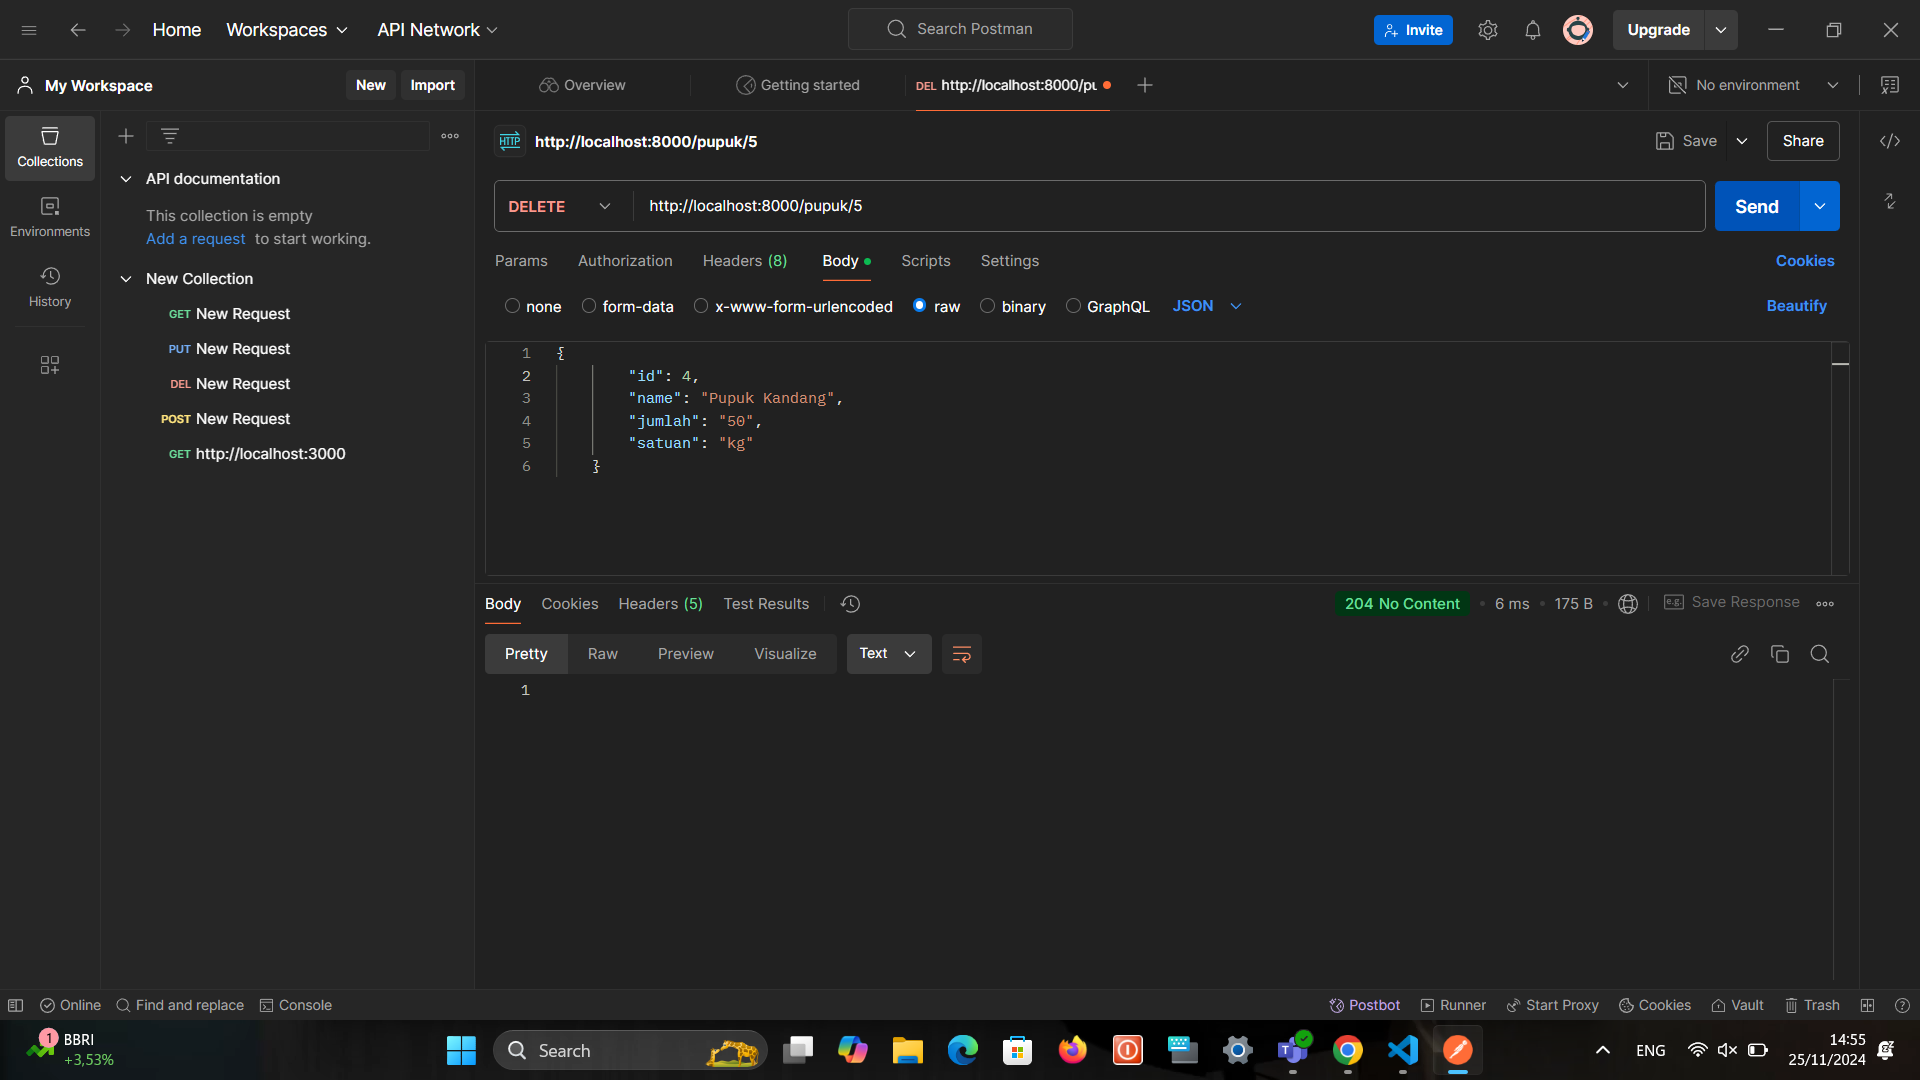 Home Workspaces API Network Search Postman Invite Upgrade
My Workspace New Import Overview Getting started DEL http://localhost:8000/pu No environment
Collections
Environments
History
API documentation
This collection is empty
Add a request to start working.
New Collection
GET New Request
PUT New Request
DEL New Request
POST New Request
GET http://localhost:3000
HTTP http://localhost:8000/pupuk/5 Save Share
DELETE http://localhost:8000/pupuk/5 Send
Params Authorization Headers (8) Body Scripts Settings Cookies
none form-data x-www-form-urlencoded raw binary GraphQL JSON Beautify
1 {
2 "id": 4,
3 "name": "Pupuk Kandang",
4 "jumlah": "50",
5 "satuan": "kg"
6 }
Body Cookies Headers (5) Test Results 204 No Content 6 ms 175 B e.g. Save Response
Pretty Raw Preview Visualize Text
1
Online Find and replace Console Postbot Runner Start Proxy Cookies Vault Trash
1 BBRI
+3,53%
Search
ENG
14:55
25/11/2024